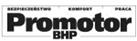 BEZPIECZEŃSTWO KOMFORT PRACA
Promotor
BHP